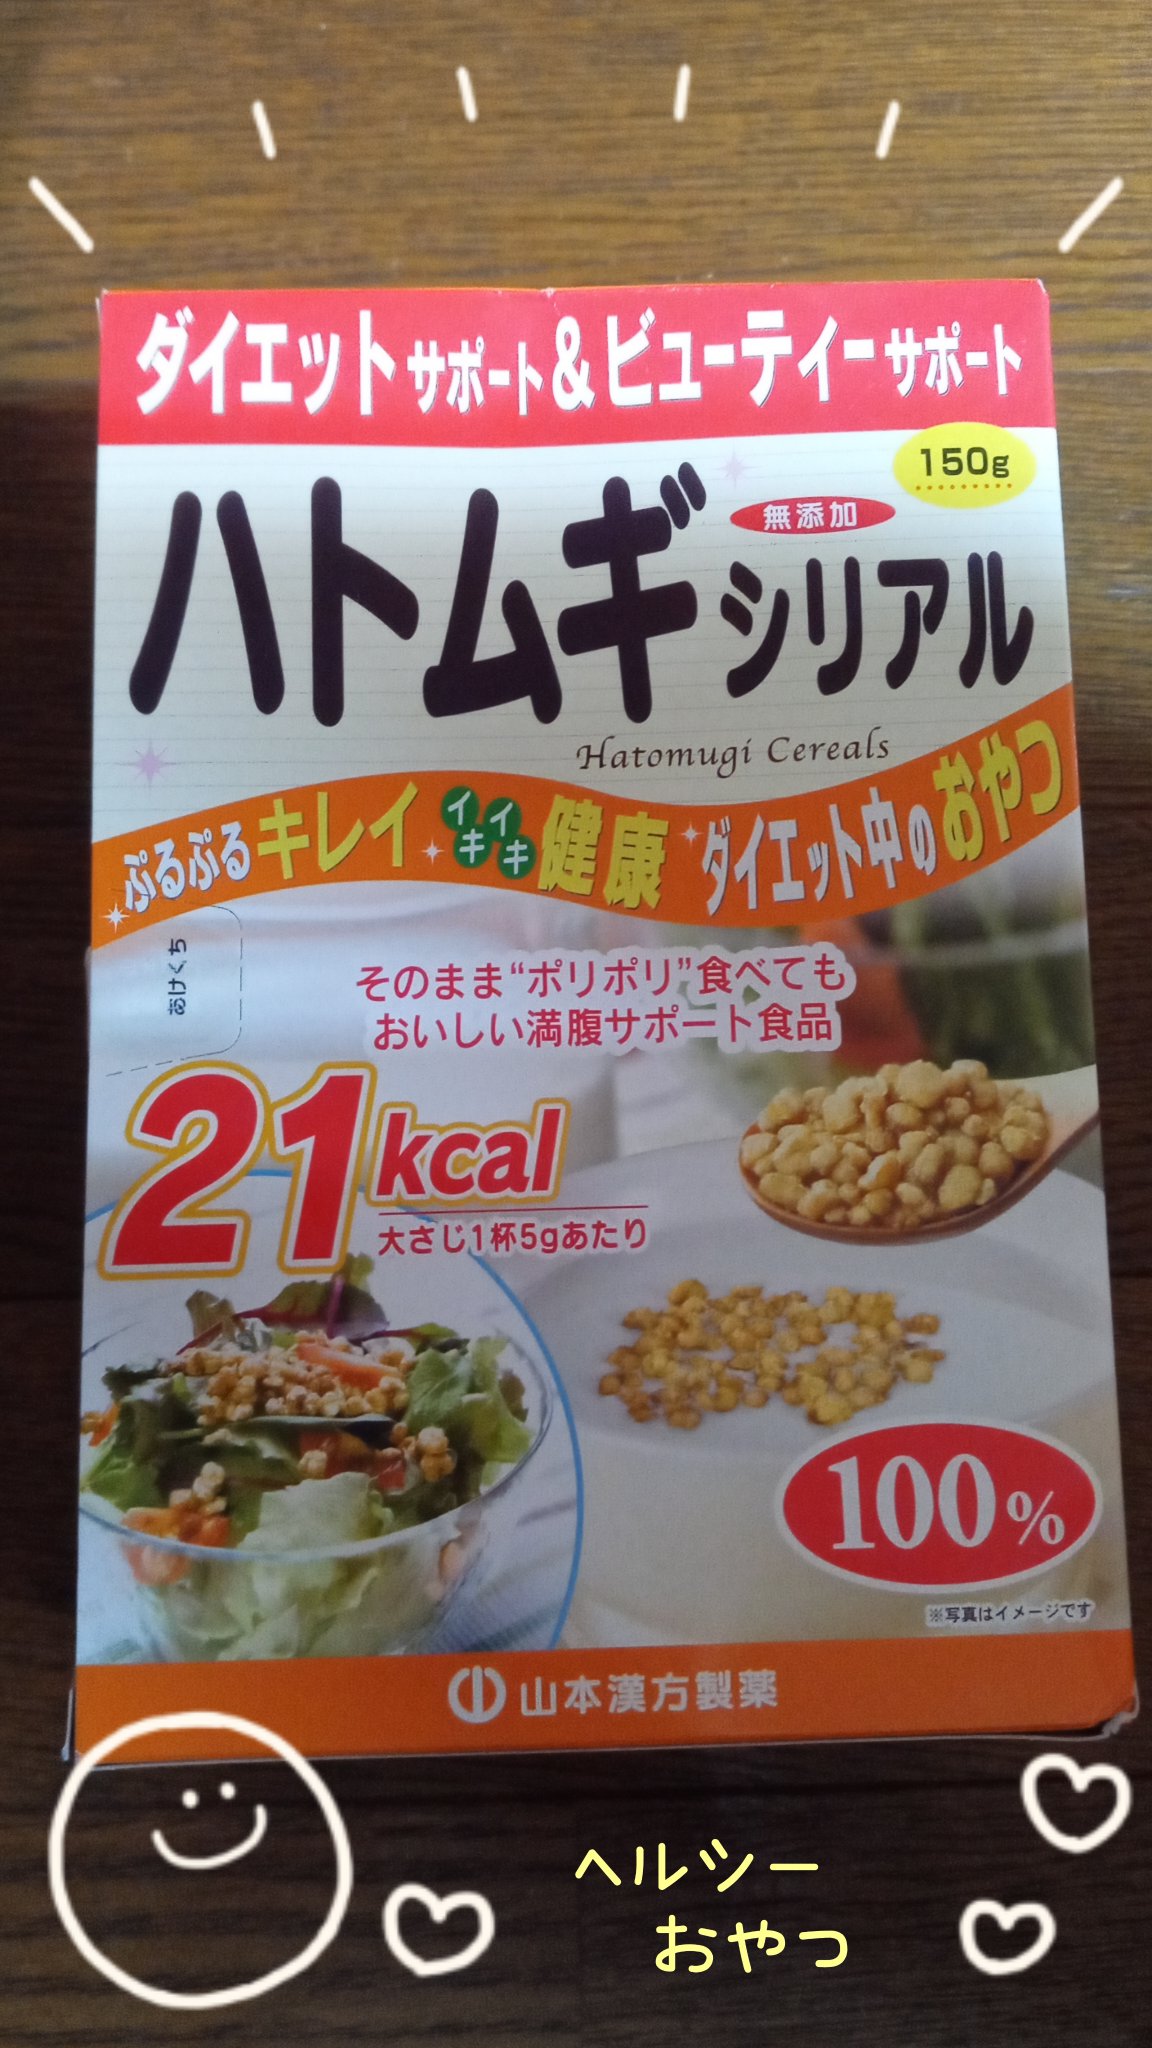 ダイエットサポート&ビューティーサポート
150g
無添加
ハトムギシリアル
Hatomugi Cereals
ぷるぷるキレイ イキイキ健康 ダイエット中のおやつ
あけくち
そのまま“ポリポリ”食べても
おいしい満腹サポート食品
21kcal
大さじ1杯5gあたり
100%
※写真はイメージです
山本漢方製薬
ヘルシー
おやつ